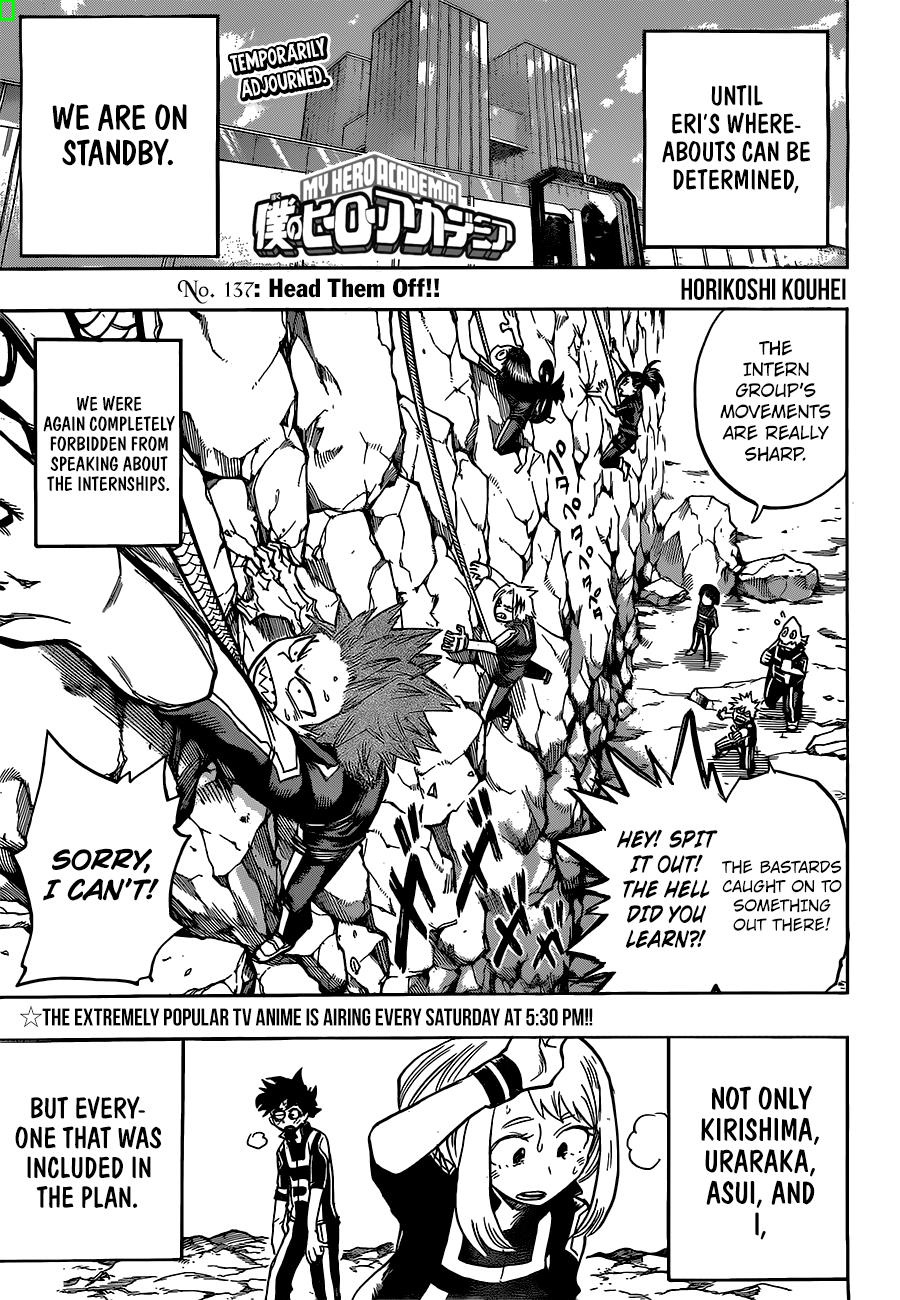 UNTIL
ERI'S WHERE-
ABOUTS CAN BE
DETERMINED,
TEMPORARILY
ADJOURNED.
WE ARE ON
STANDBY.
MY HERO ACADEMIA
僕のヒーローアカデミア
No. 137: Head Them Off!!
HORIKOSHI KOUHEI
THE
INTERN
GROUP'S
MOVEMENTS
ARE REALLY
SHARP.
WE WERE
AGAIN COMPLETELY
FORBIDDEN FROM
SPEAKING ABOUT
THE INTERNSHIPS.
THE BASTARDS
CAUGHT ON TO
SOMETHING
OUT THERE!
HEY! SPIT
IT OUT!
THE HELL
DID YOU
LEARN?!
SORRY,
I CAN'T!
☆THE EXTREMELY POPULAR TV ANIME IS AIRING EVERY SATURDAY AT 5:30 PM!!
NOT ONLY
KIRISHIMA,
URARAKA,
ASUI, AND
I,
BUT EVERY-
ONE THAT WAS
INCLUDED IN
THE PLAN.